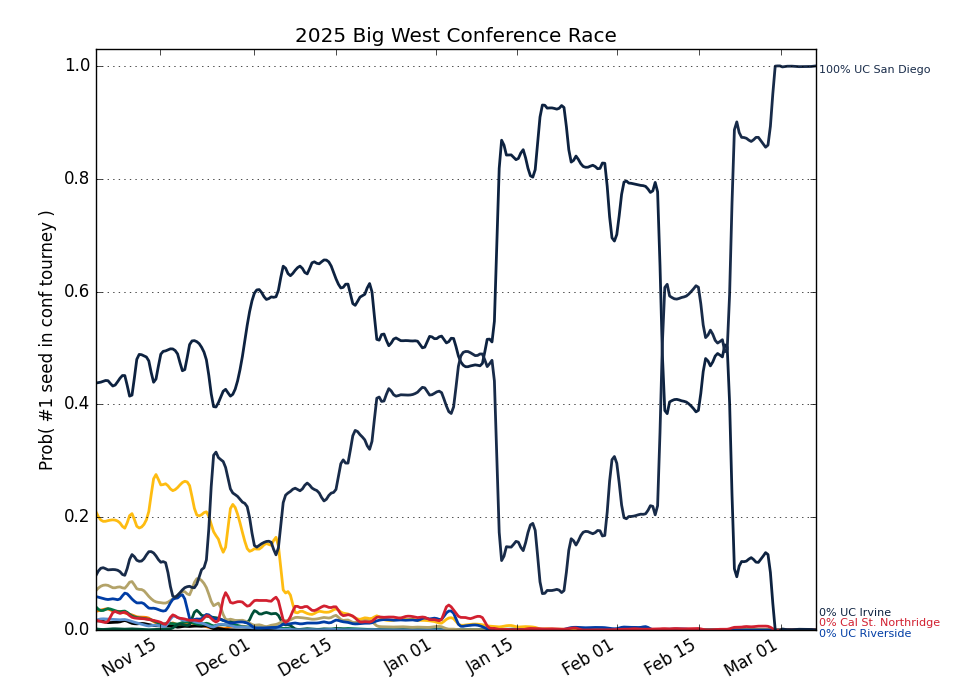 2025 Big West Conference Race
Prob( #1 seed in conf tourney )
1.0
0.8
0.6
0.4
0.2
0.0
Nov 15
Dec 01
Dec 15
Jan 01
Jan 15
Feb 01
Feb 15
Mar 01
100% UC San Diego
0% UC Irvine
0% Cal St. Northridge
0% UC Riverside